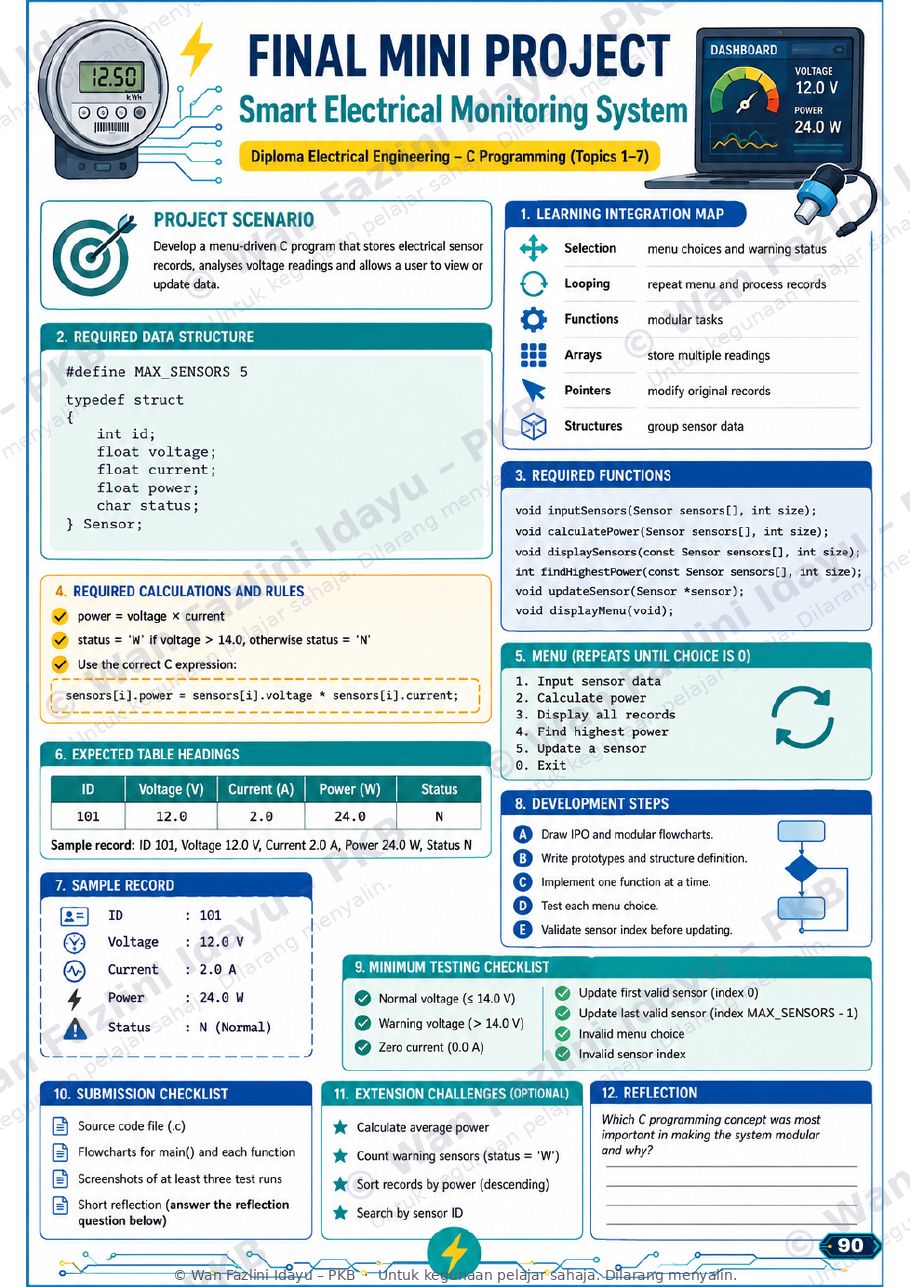 12.50
kWh
FINAL MINI PROJECT
Smart Electrical Monitoring System
Diploma Electrical Engineering – C Programming (Topics 1–7)
DASHBOARD
VOLTAGE
12.0 V
POWER
24.0 W
PROJECT SCENARIO
Develop a menu-driven C program that stores electrical sensor
records, analyses voltage readings and allows a user to view or
update data.
1. LEARNING INTEGRATION MAP
Selection menu choices and warning status
Looping repeat menu and process records
Functions modular tasks
Arrays store multiple readings
Pointers modify original records
Structures group sensor data
2. REQUIRED DATA STRUCTURE
#define MAX_SENSORS 5
typedef struct
{
int id;
float voltage;
float current;
float power;
char status;
} Sensor;
3. REQUIRED FUNCTIONS
void inputSensors(Sensor sensors[], int size);
void calculatePower(Sensor sensors[], int size);
void displaySensors(const Sensor sensors[], int size);
int findHighestPower(const Sensor sensors[], int size);
void updateSensor(Sensor *sensor);
void displayMenu(void);
4. REQUIRED CALCULATIONS AND RULES
power = voltage × current
status = 'W' if voltage > 14.0, otherwise status = 'N'
Use the correct C expression:
sensors[i].power = sensors[i].voltage * sensors[i].current;
5. MENU (REPEATS UNTIL CHOICE IS 0)
1. Input sensor data
2. Calculate power
3. Display all records
4. Find highest power
5. Update a sensor
0. Exit
6. EXPECTED TABLE HEADINGS
ID Voltage (V) Current (A) Power (W) Status
101 12.0 2.0 24.0 N
Sample record: ID 101, Voltage 12.0 V, Current 2.0 A, Power 24.0 W, Status N
7. SAMPLE RECORD
ID : 101
Voltage : 12.0 V
Current : 2.0 A
Power : 24.0 W
Status : N (Normal)
8. DEVELOPMENT STEPS
A Draw IPO and modular flowcharts.
B Write prototypes and structure definition.
C Implement one function at a time.
D Test each menu choice.
E Validate sensor index before updating.
9. MINIMUM TESTING CHECKLIST
Normal voltage (≤ 14.0 V)
Warning voltage (> 14.0 V)
Zero current (0.0 A)
Update first valid sensor (index 0)
Update last valid sensor (index MAX_SENSORS - 1)
Invalid menu choice
Invalid sensor index
10. SUBMISSION CHECKLIST
Source code file (.c)
Flowcharts for main() and each function
Screenshots of at least three test runs
Short reflection (answer the reflection
question below)
11. EXTENSION CHALLENGES (OPTIONAL)
Calculate average power
Count warning sensors (status = 'W')
Sort records by power (descending)
Search by sensor ID
12. REFLECTION
Which C programming concept was most
important in making the system modular
and why?
90
© Wan Fazlini Idayu – PKB • Untuk kegunaan pelajar sahaja. Dilarang menyalin.
© Wan Fazlini Idayu – PKB
Untuk kegunaan pelajar sahaja. Dilarang menyalin.